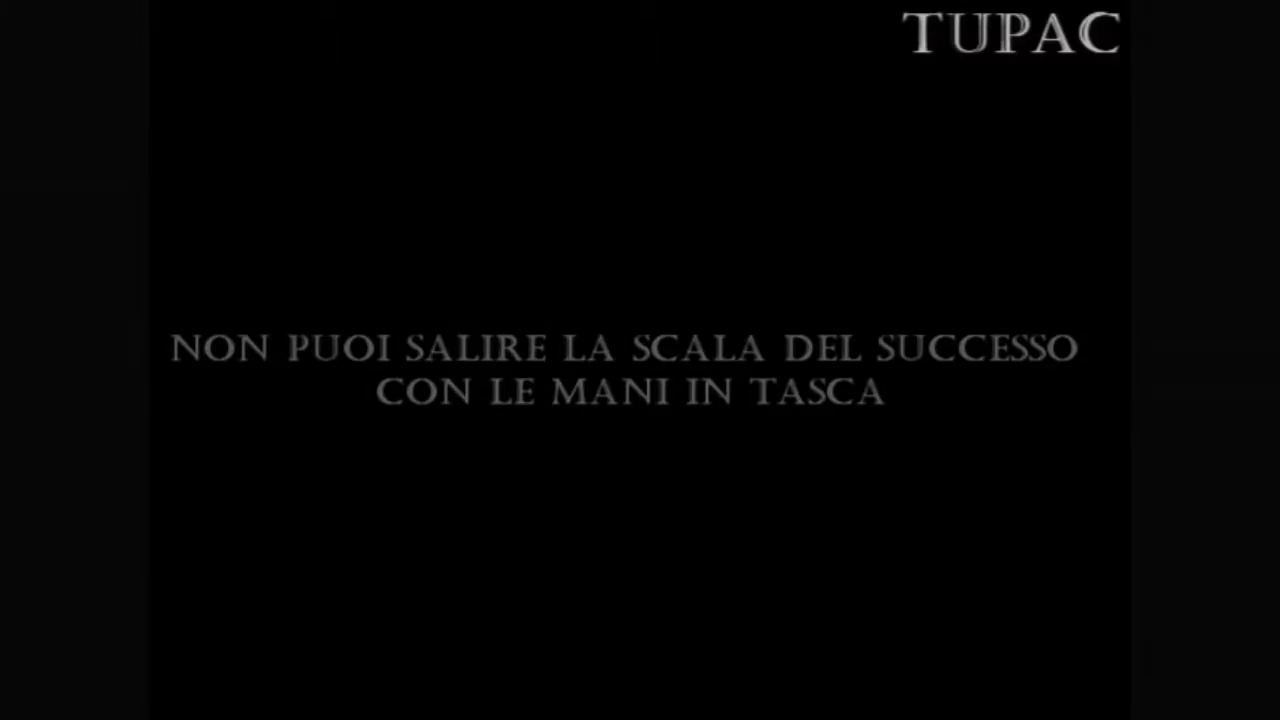 TUPAC
NON PUOI SALIRE LA SCALA DEL SUCCESSO
CON LE MANI IN TASCA